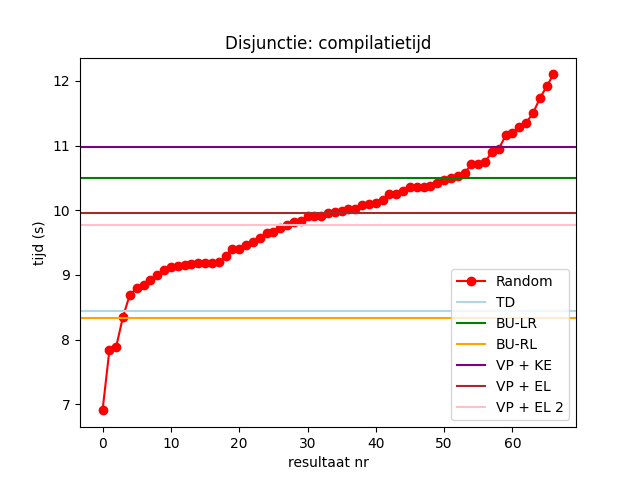 Disjunctie: compilatietijd
tijd (s)
12
11
10
9
8
7
0
10
20
30
40
50
60
resultaat nr
Random
TD
BU-LR
BU-RL
VP + KE
VP + EL
VP + EL 2